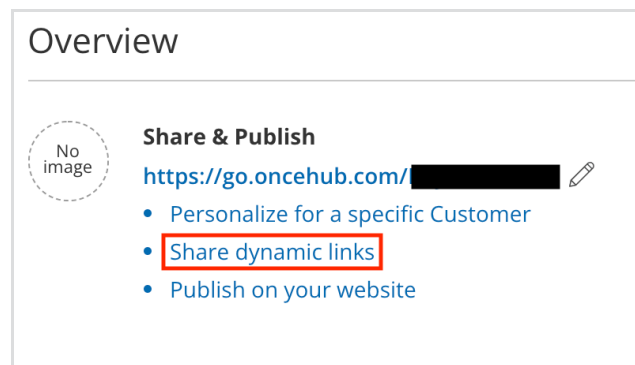 Overview
No
image
Share & Publish
https://go.oncehub.com/
Personalize for a specific Customer
Share dynamic links
Publish on your website